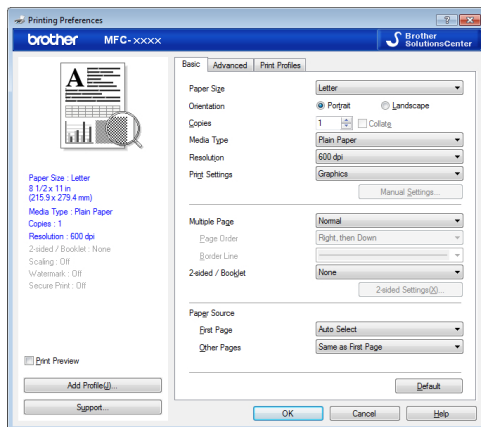 Printing Preferences
brother MFC-xxxx
Brother
SolutionsCenter
A
Paper Size : Letter
8 1/2 x 11 in
(215.9 x 279.4 mm)
Media Type : Plain Paper
Copies : 1
Resolution : 600 dpi
2-sided / Booklet : None
Scaling : Off
Watermark : Off
Secure Print : Off
Print Preview
Add Profile(J)...
Support...
Basic Advanced Print Profiles
Paper Size Letter
Orientation Portrait Landscape
Copies 1 Collate
Media Type Plain Paper
Resolution 600 dpi
Print Settings Graphics
Manual Settings...
Multiple Page Normal
Page Order Right, then Down
Border Line
2-sided / Booklet None
2-sided Settings(X)...
Paper Source
First Page Auto Select
Other Pages Same as First Page
Default
OK Cancel Help